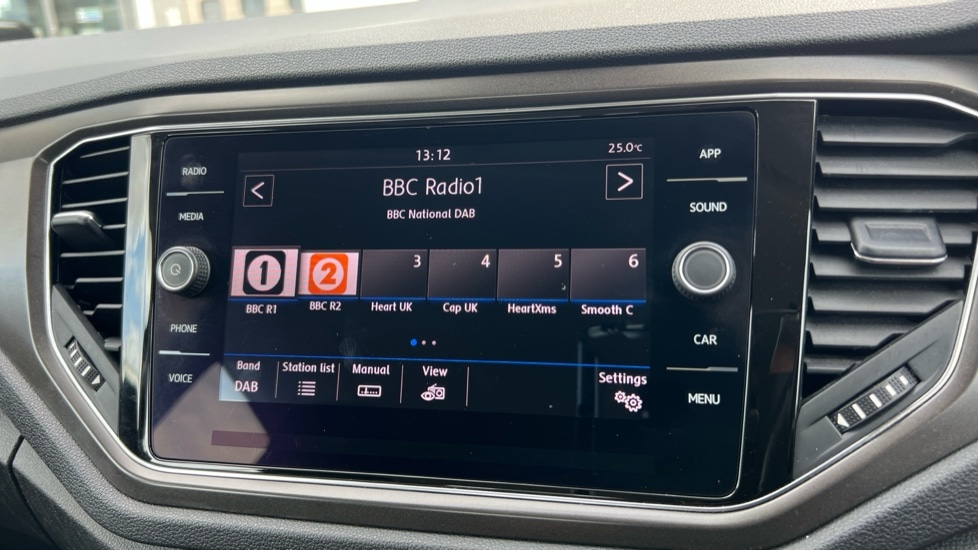 RADIO
MEDIA
PHONE
VOICE
13:12
25.0°C
<
BBC Radio1
>
BBC National DAB
1
2
3
4
5
6
BBC R1
BBC R2
Heart UK
Cap UK
HeartXms
Smooth C
Band
DAB
Station list
Manual
View
Settings
APP
SOUND
CAR
MENU